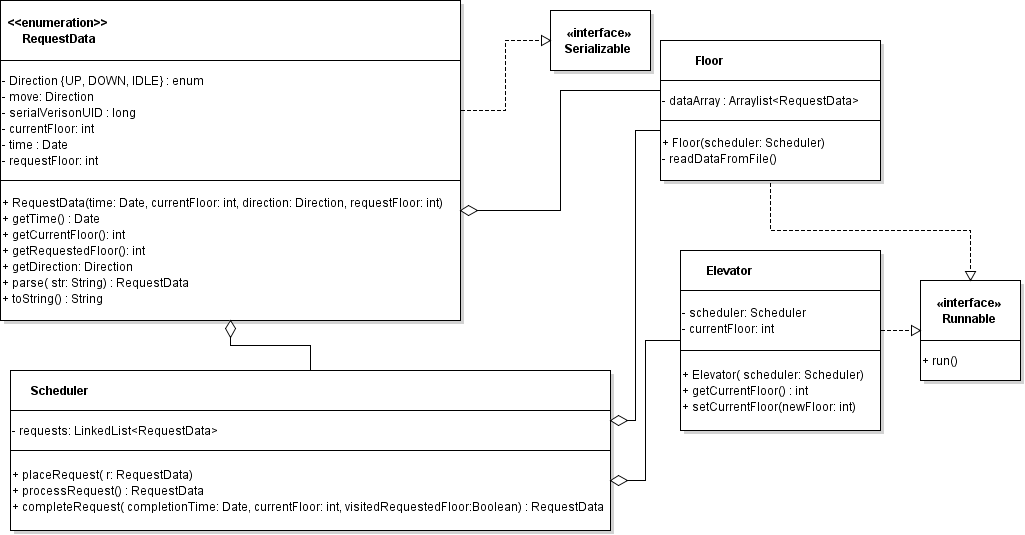 <<enumeration>>
RequestData
- Direction {UP, DOWN, IDLE} : enum
- move: Direction
- serialVerisonUID : long
- currentFloor: int
- time : Date
- requestFloor: int
+ RequestData(time: Date, currentFloor: int, direction: Direction, requestFloor: int)
+ getTime() : Date
+ getCurrentFloor(): int
+ getRequestedFloor(): int
+ getDirection: Direction
+ parse( str: String) : RequestData
+ toString() : String
«interface»
Serializable
Floor
- dataArray : Arraylist<RequestData>
+ Floor(scheduler: Scheduler)
- readDataFromFile()
Elevator
- scheduler: Scheduler
- currentFloor: int
+ Elevator( scheduler: Scheduler)
+ getCurrentFloor() : int
+ setCurrentFloor(newFloor: int)
«interface»
Runnable
+ run()
Scheduler
- requests: LinkedList<RequestData>
+ placeRequest( r: RequestData)
+ processRequest() : RequestData
+ completeRequest( completionTime: Date, currentFloor: int, visitedRequestedFloor:Boolean) : RequestData